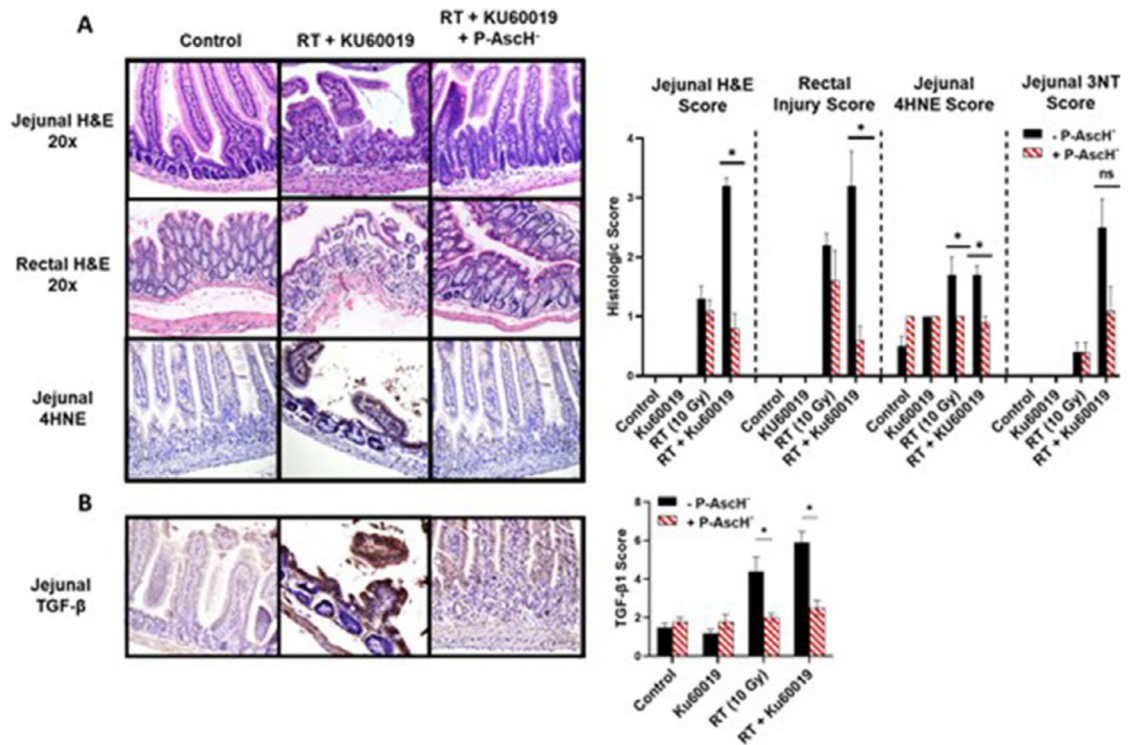 A
Control
RT + KU60019
RT + KU60019
+ P-AscH-
Jejunal H&E
20x
Rectal H&E
20x
Jejunal
4HNE
Jejunal H&E
Score
Rectal
Injury Score
Jejunal
4HNE Score
Jejunal 3NT
Score
- P-AscH-
+ P-AscH-
*
*
*
*
ns
Histologic Score
4
3
2
1
0
Control
Ku60019
RT (10 Gy)
RT + Ku60019
Control
KU60019
RT (10 Gy)
RT + Ku60019
Control
Ku60019
RT (10 Gy)
RT + Ku60019
Control
Ku60019
RT (10 Gy)
RT + Ku60019
B
Jejunal
TGF-β
- P-AscH-
+ P-AscH-
*
*
TGF-β1 Score
8
6
4
2
0
Control
Ku60019
RT (10 Gy)
RT + Ku60019